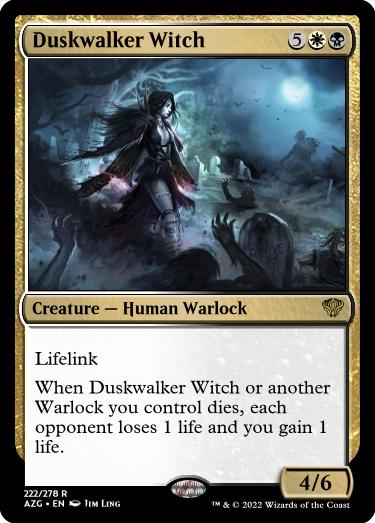 Duskwalker Witch 5
Creature — Human Warlock
Lifelink
When Duskwalker Witch or another
Warlock you control dies, each
opponent loses 1 life and you gain 1
life.
4/6
222/278 R
AZG • EN Jim Ling
™ & © 2022 Wizards of the Coast